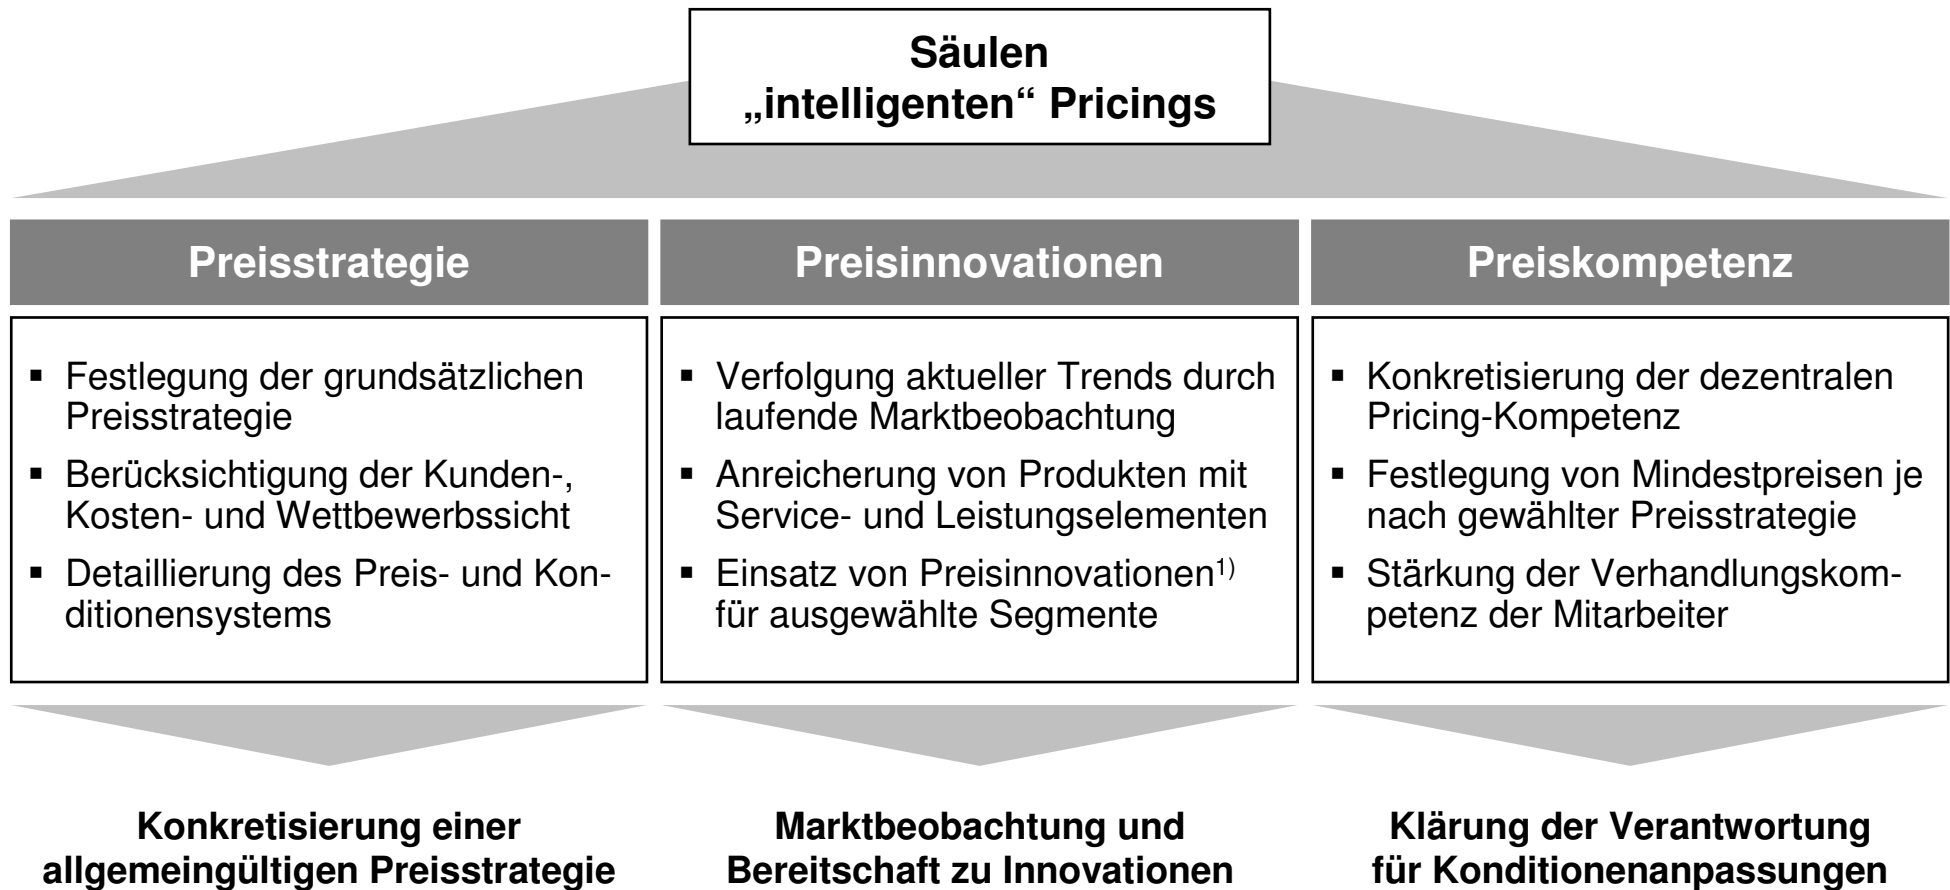 Säulen
„intelligenten“ Pricings
Preisstrategie
▪ Festlegung der grundsätzlichen
Preisstrategie
▪ Berücksichtigung der Kunden-,
Kosten- und Wettbewerbssicht
▪ Detaillierung des Preis- und Kon-
ditionensystems
Konkretisierung einer
allgemeingültigen Preisstrategie
Preisinnovationen
▪ Verfolgung aktueller Trends durch
laufende Marktbeobachtung
▪ Anreicherung von Produkten mit
Service- und Leistungselementen
▪ Einsatz von Preisinnovationen1)
für ausgewählte Segmente
Marktbeobachtung und
Bereitschaft zu Innovationen
Preiskompetenz
▪ Konkretisierung der dezentralen
Pricing-Kompetenz
▪ Festlegung von Mindestpreisen je
nach gewählter Preisstrategie
▪ Stärkung der Verhandlungskom-
petenz der Mitarbeiter
Klärung der Verantwortung
für Konditionenanpassungen